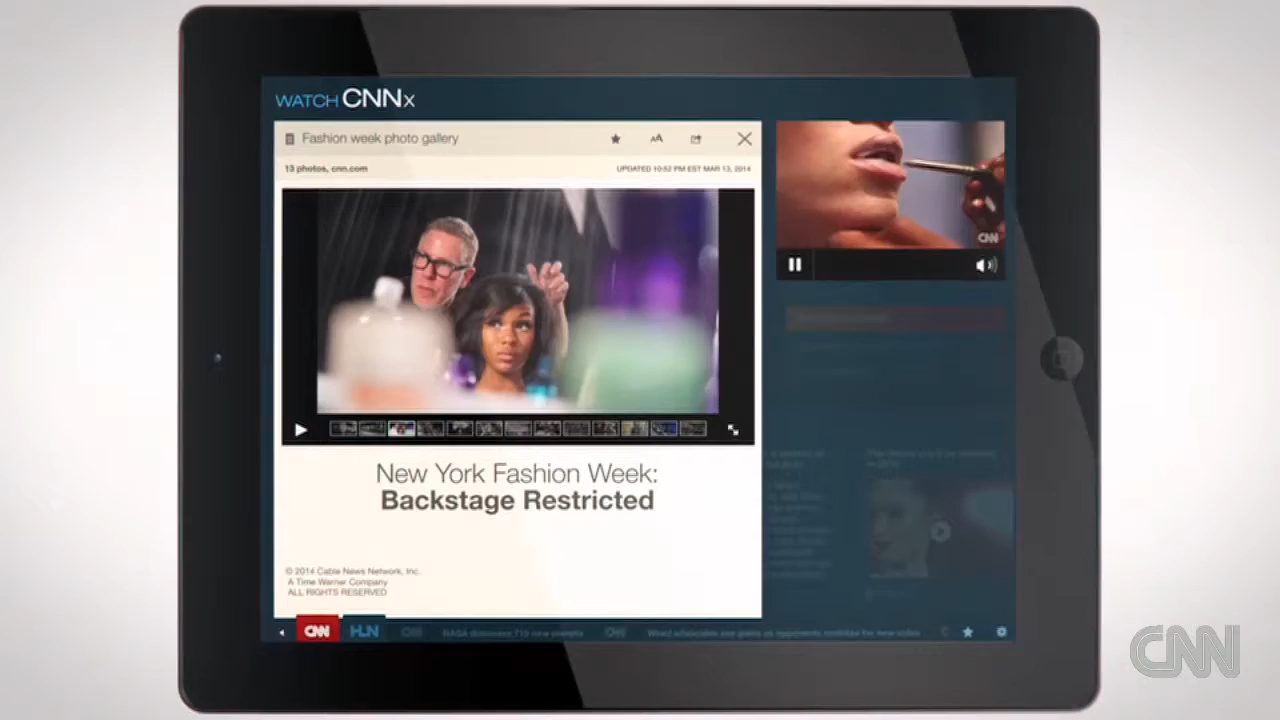 WATCH CNNx
Fashion week photo gallery
AA
13 photos, cnn.com
UPDATED 10:52 PM EST MAR 13, 2014
CNN
New York Fashion Week:
Backstage Restricted
© 2014 Cable News Network, Inc.
A Time Warner Company
ALL RIGHTS RESERVED
CNN
HLN
CNN
NASA discovers 715 new planets
CNN
CNN